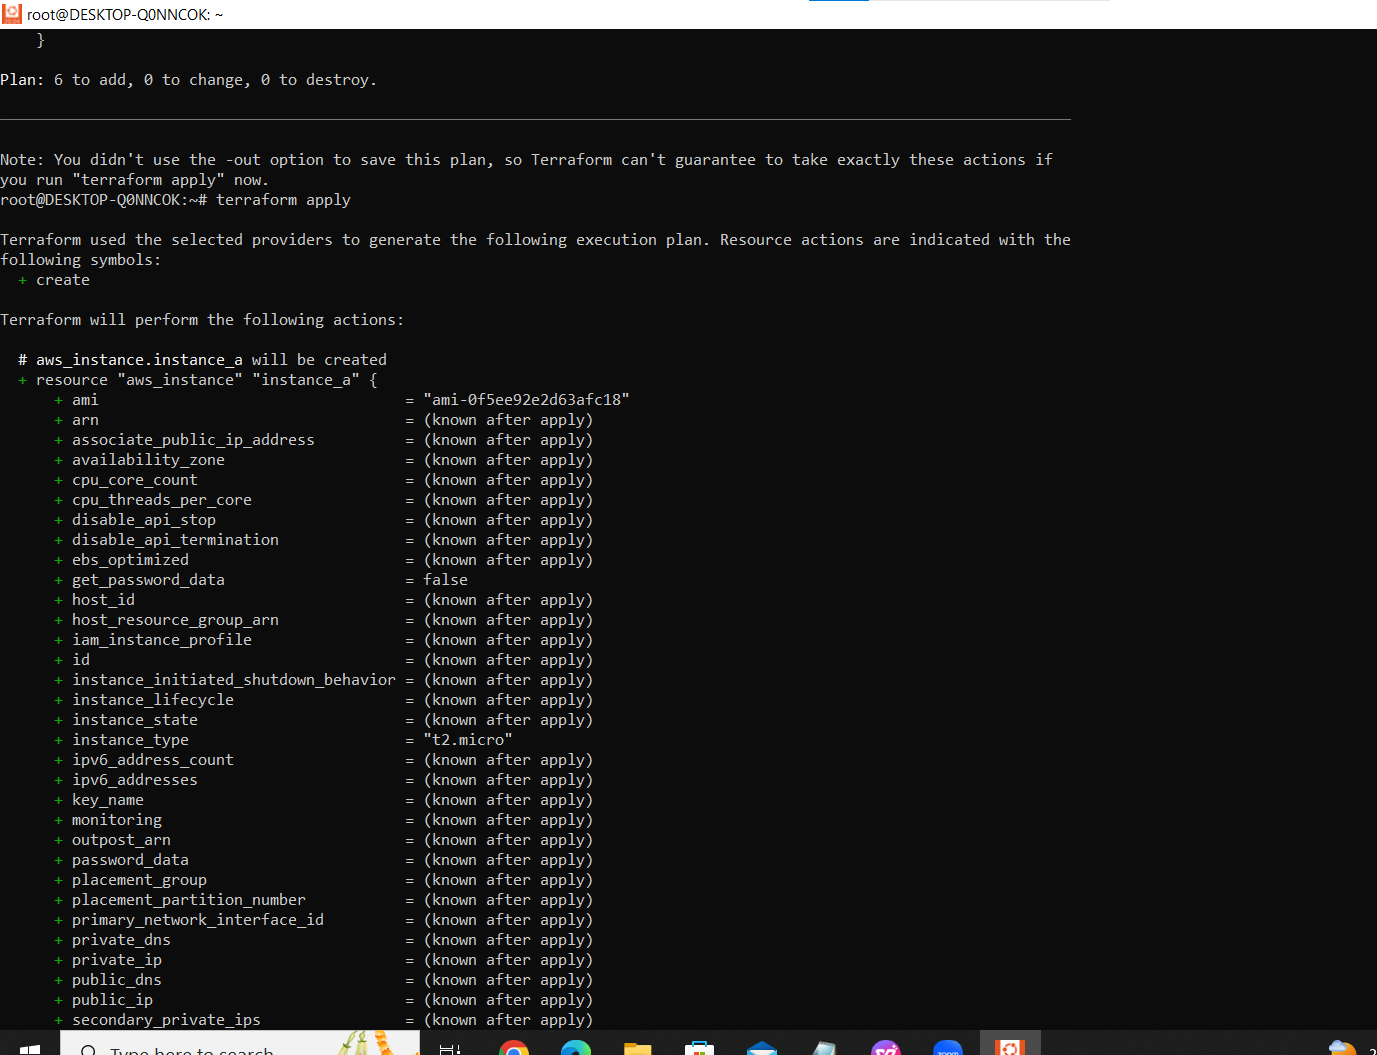 root@DESKTOP-Q0NNCOK: ~
}
Plan: 6 to add, 0 to change, 0 to destroy.
Note: You didn't use the -out option to save this plan, so Terraform can't guarantee to take exactly these actions if
you run "terraform apply" now.
root@DESKTOP-Q0NNCOK:~# terraform apply
Terraform used the selected providers to generate the following execution plan. Resource actions are indicated with the
following symbols:
+ create
Terraform will perform the following actions:
# aws_instance.instance_a will be created
+ resource "aws_instance" "instance_a" {
+ ami = "ami-0f5ee92e2d63afc18"
+ arn = (known after apply)
+ associate_public_ip_address = (known after apply)
+ availability_zone = (known after apply)
+ cpu_core_count = (known after apply)
+ cpu_threads_per_core = (known after apply)
+ disable_api_stop = (known after apply)
+ disable_api_termination = (known after apply)
+ ebs_optimized = (known after apply)
+ get_password_data = false
+ host_id = (known after apply)
+ host_resource_group_arn = (known after apply)
+ iam_instance_profile = (known after apply)
+ id = (known after apply)
+ instance_initiated_shutdown_behavior = (known after apply)
+ instance_lifecycle = (known after apply)
+ instance_state = (known after apply)
+ instance_type = "t2.micro"
+ ipv6_address_count = (known after apply)
+ ipv6_addresses = (known after apply)
+ key_name = (known after apply)
+ monitoring = (known after apply)
+ outpost_arn = (known after apply)
+ password_data = (known after apply)
+ placement_group = (known after apply)
+ placement_partition_number = (known after apply)
+ primary_network_interface_id = (known after apply)
+ private_dns = (known after apply)
+ private_ip = (known after apply)
+ public_dns = (known after apply)
+ public_ip = (known after apply)
+ secondary_private_ips = (known after apply)
Type here to search
zoom